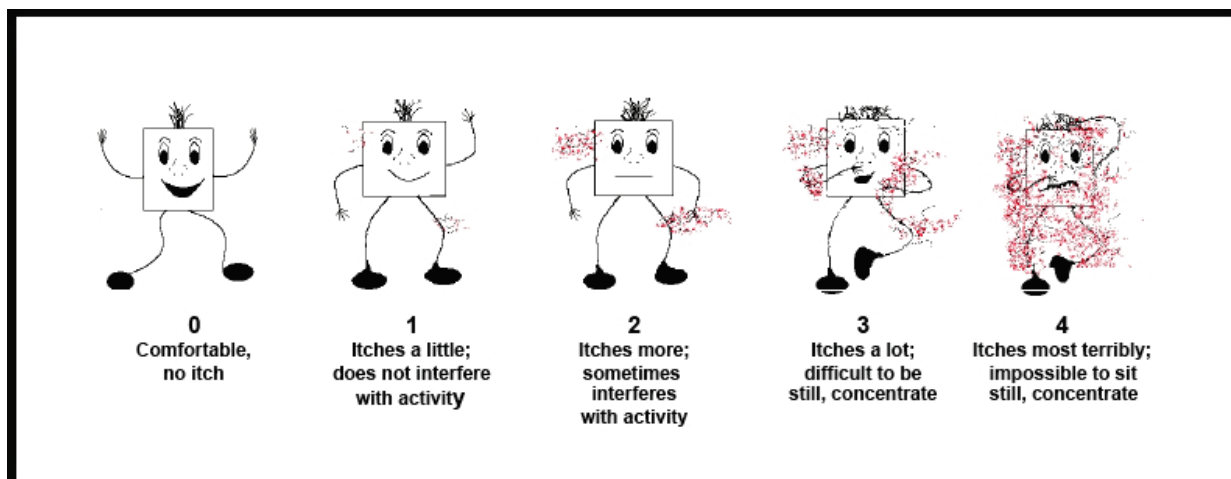 0
Comfortable,
no itch
1
Itches a little;
does not interfere
with activity
2
Itches more;
sometimes
interferes
with activity
3
Itches a lot;
difficult to be
still, concentrate
4
Itches most terribly;
impossible to sit
still, concentrate